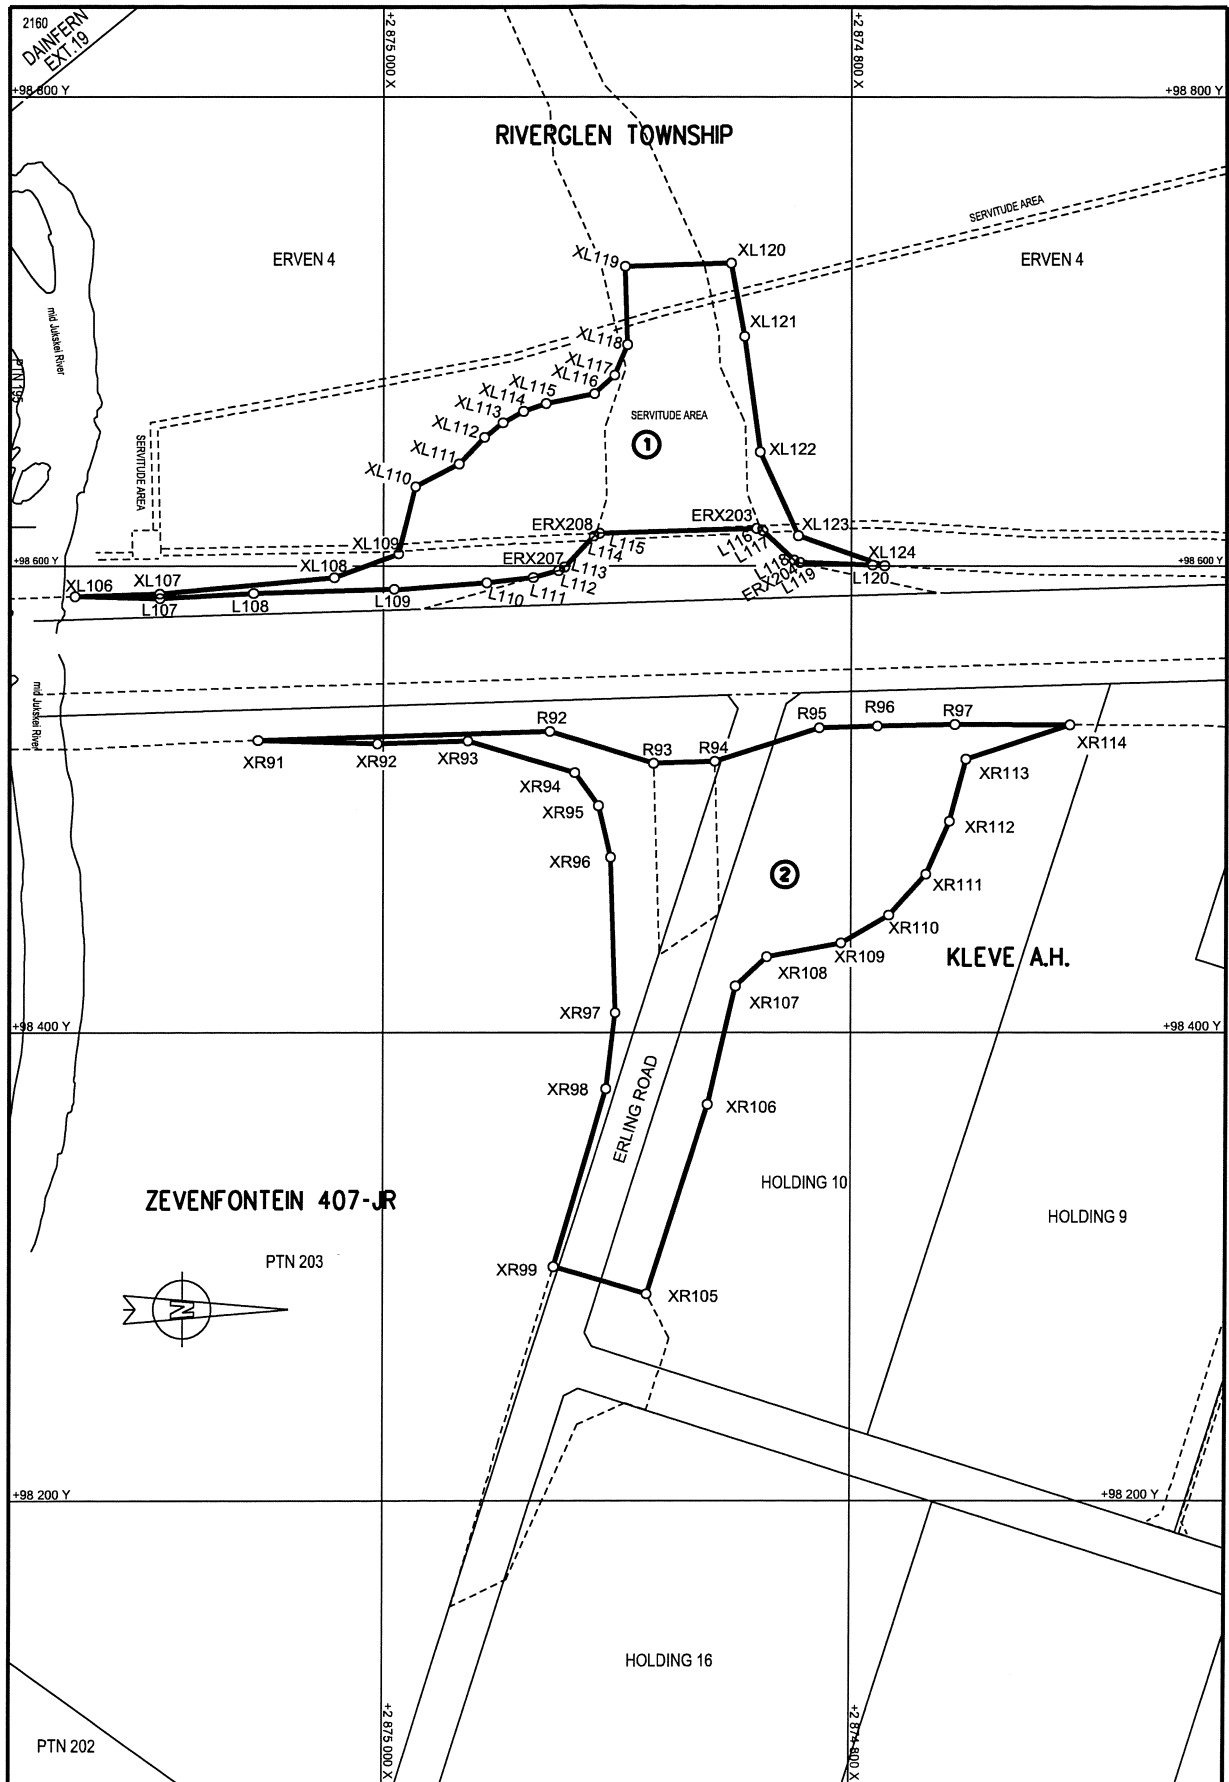 2160
DAINFERN
EXT.19
+2 875 000 X
+2 874 800 X
+98 800 Y
+98 800 Y
RIVERGLEN TOWNSHIP
SERVITUDE AREA
ERVEN 4
ERVEN 4
XL119
XL120
mid Jukskei River
XL118
XL121
PTN 195
XL117
XL116
XL115
XL114
XL113
XL112
XL111
XL110
SERVITUDE AREA
1
XL122
SERVITUDE AREA
ERX208
ERX203
XL123
L116
L117
L115
L114
XL109
ERX207
L118
XL124
+98 600 Y
+98 600 Y
XL106
XL107
XL108
L113
L112
L111
L110
ERX204
L119
L120
L107
L108
L109
mid Jukskei River
R92
R95
R96
R97
XR91
XR92
XR93
R93
R94
XR114
XR94
XR113
XR95
XR112
XR96
2
XR111
XR110
XR109
KLEVE A.H.
XR108
XR107
XR97
+98 400 Y
+98 400 Y
XR98
ERLING ROAD
XR106
HOLDING 10
ZEVENFONTEIN 407-JR
HOLDING 9
PTN 203
XR99
XR105
N
+98 200 Y
+98 200 Y
HOLDING 16
PTN 202
+2 875 000 X
+2 874 800 X